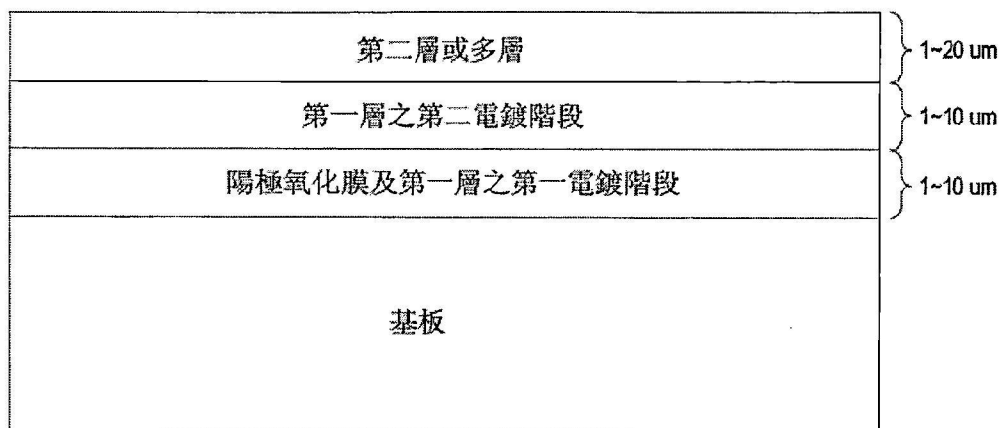 第二層或多層
1~20 um
第一層之第二電鍍階段
1~10 um
陽極氧化膜及第一層之第一電鍍階段
1~10 um
基板